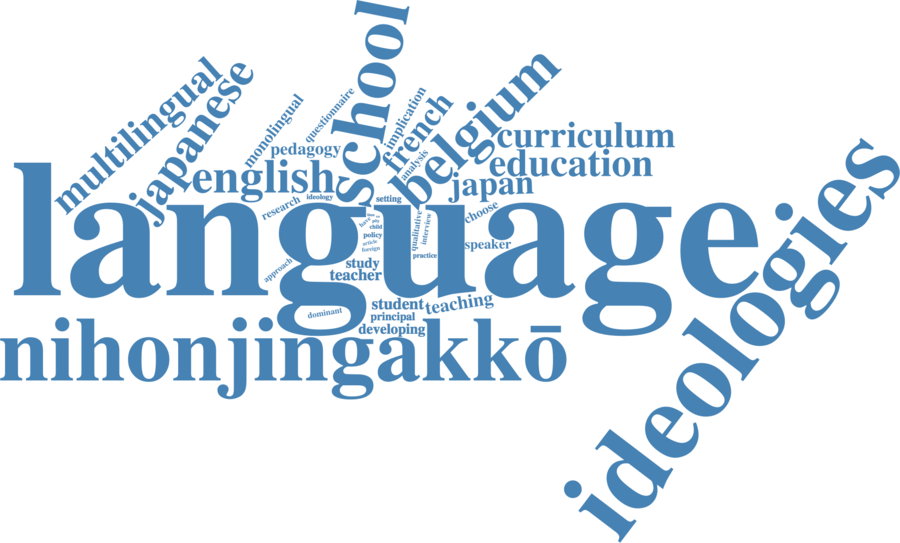 school
multilingual
japanese
monolingual
questionnaire
implication
french
belgium
pedagogy
analysis
curriculum
education
english
japan
language
ideologies
research
ideology
setting
choose
child
policy
article
foreign
qualitative
interview
practice
speaker
approach
study
teacher
student
teaching
principal
developing
dominant
nihonjingakkō